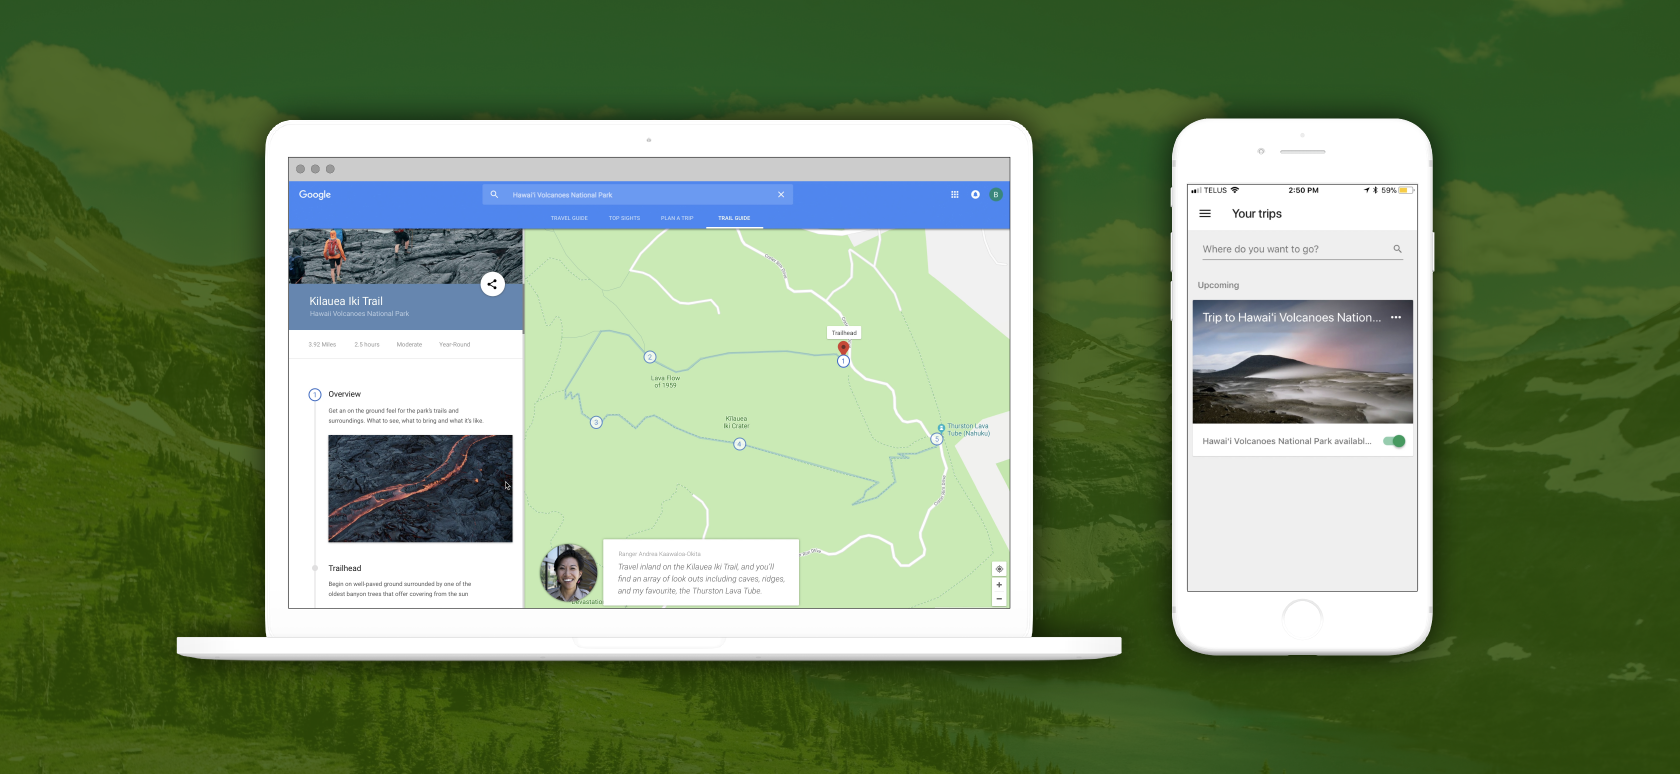 Google
Hawai'i Volcanoes National Park
B
TRAVEL GUIDE
TOP SIGHTS
PLAN A TRIP
TRAIL GUIDE
Kilauea Iki Trail
Hawaii Volcanoes National Park
3.92 Miles
2.5 hours
Moderate
Year-Round
1
Overview
Get an on the ground feel for the park's trails and
surroundings. What to see, what to bring and what it's like.
Trailhead
Begin on well-paved ground surrounded by one of the
oldest banyan trees that offer covering from the sun
Trailhead
1
2
Lava Flow
of 1959
3
Kilauea
Iki Crater
4
Thurston Lava
Tube (Nahuku)
5
Ranger Andrea Kaawaloa-Okita
Travel inland on the Kilauea Iki Trail, and you'll
find an array of look outs including caves, ridges,
and my favourite, the Thurston Lava Tube.
Devastatio
+
−
TELUS
2:50 PM
59%
Your trips
Where do you want to go?
Upcoming
Trip to Hawai'i Volcanoes Nation...
Hawai'i Volcanoes National Park availabl...